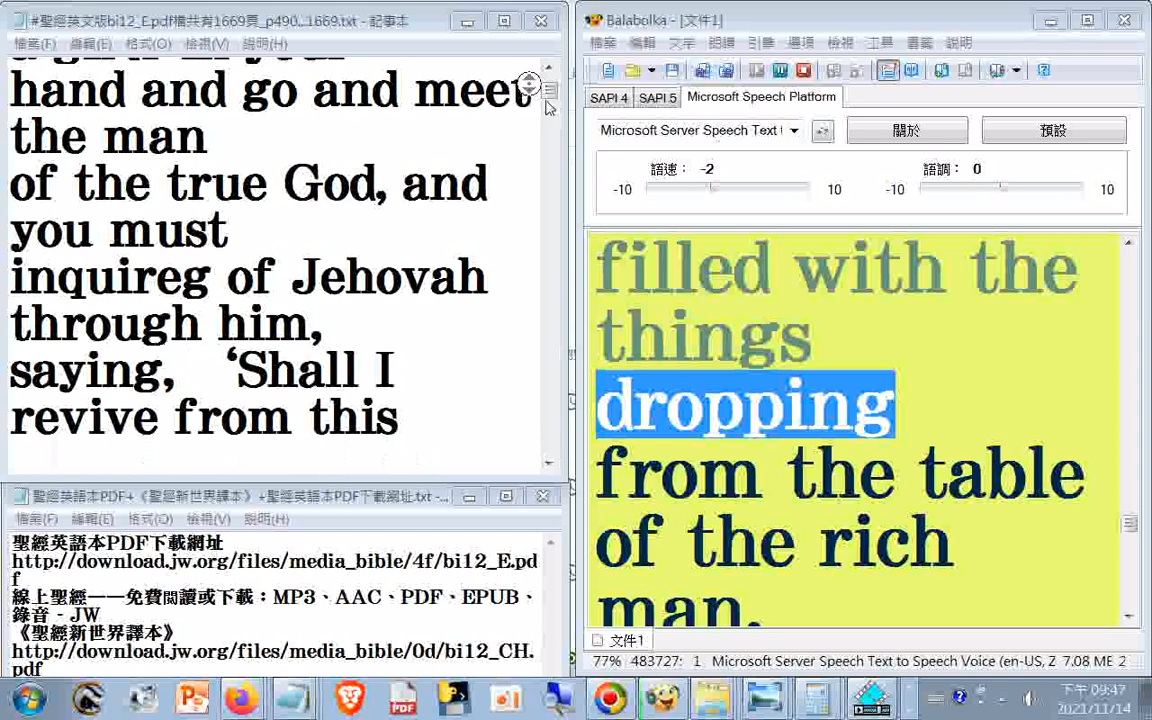 #聖經英文版bi12_E.pdf檔共有1669頁_p490...1669.txt - 記事本
檔案(F) 編輯(E) 格式(O) 檢視(V) 說明(H)
hand and go and meet
the man
of the true God, and
you must
inquireg of Jehovah
through him,
saying, ‘Shall I
revive from this
聖經英語本PDF+《聖經新世界譯本》+聖經英語本PDF下載網址.txt - ...
檔案(F) 編輯(E) 格式(O) 檢視(V) 說明(H)
聖經英語本PDF下載網址
http://download.jw.org/files/media_bible/4f/bi12_E.pd
f
線上聖經——免費閱讀或下載：MP3、AAC、PDF、EPUB、
錄音 - JW
《聖經新世界譯本》
http://download.jw.org/files/media_bible/0d/bi12_CH.
pdf
Balabolka - [文件1]
檔案 編輯 文字 朗讀 引擎 選項 檢視 工具 書籤 說明
SAPI 4 SAPI 5 Microsoft Speech Platform
Microsoft Server Speech Text 關於 預設
語速： -2 語調： 0
-10 10 -10 10
filled with the
things
dropping
from the table
of the rich
man.
文件1
77% 483727: 1 Microsoft Server Speech Text to Speech Voice (en-US, Z 7.08 ME 2
下午 09:47
2021/11/14